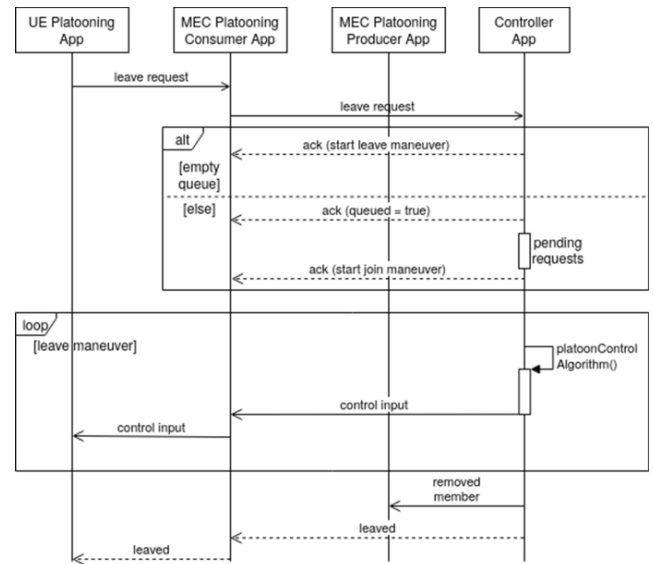 UE Platooning
App
MEC Platooning
Consumer App
MEC Platooning
Producer App
Controller
App
leave request
leave request
alt
ack (start leave maneuver)
[empty
queue]
[else]
ack (queued = true)
pending
requests
ack (start join maneuver)
loop
[leave maneuver]
platoonControl
Algorithm()
control input
control input
removed
member
leaved
leaved